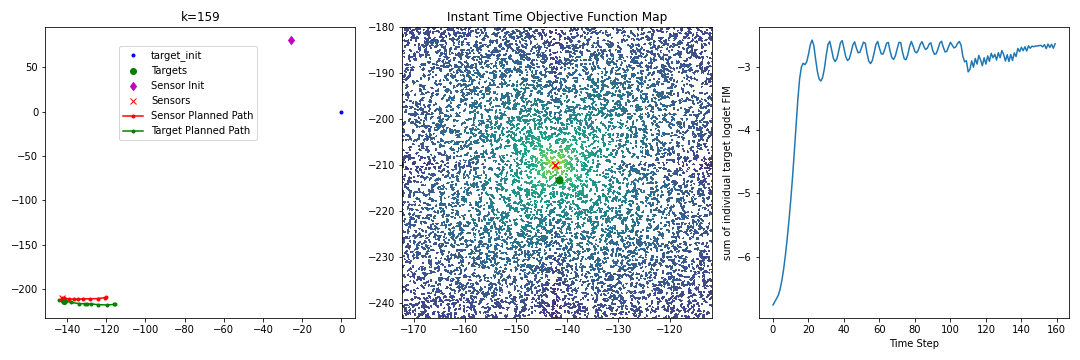 k=159
target_init
Targets
Sensor Init
Sensors
Sensor Planned Path
Target Planned Path
50
0
−50
−100
−150
−200
−140 −120 −100 −80 −60 −40 −20 0
Instant Time Objective Function Map
−180
−190
−200
−210
−220
−230
−240
−170 −160 −150 −140 −130 −120
sum of individual target logdet FIM
−3
−4
−5
−6
0 20 40 60 80 100 120 140 160
Time Step